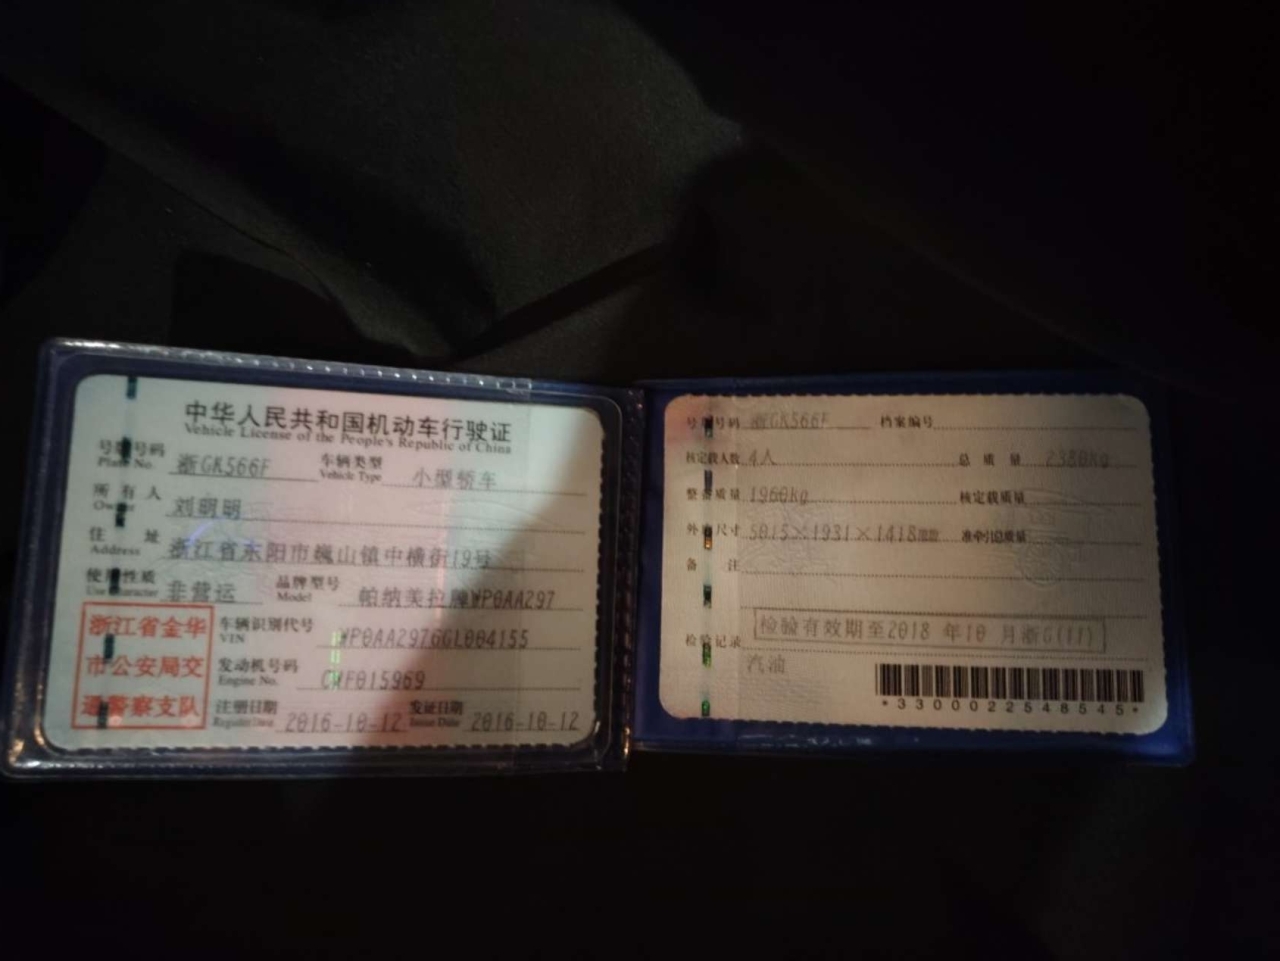 中华人民共和国机动车行驶证
Vehicle License of the People's Republic of China
号牌号码 浙GK566F 车辆类型 小型轿车
Plate No. Vehicle Type
所有人 刘明明
Owner
住址 浙江省东阳市巍山镇中横街19号
Address
使用性质 非营运 品牌型号 帕纳美拉牌WP0AA297
Use Character Model
浙江省金华
市公安局交
通警察支队
车辆识别代号 WP0AA2976GL004155
VIN
发动机号码 CWF015969
Engine No.
注册日期 2016-10-12 发证日期 2016-10-12
Register Date Issue Date
号牌号码 浙GK566F 档案编号
核定载人数 4人 总质量 2380kg
整备质量 1960kg 核定载质量
外廓尺寸 5015×1931×1418mm 准牵引总质量
备注
检验记录 检验有效期至2018 年10 月浙G(11)
汽油
*3300022548545*